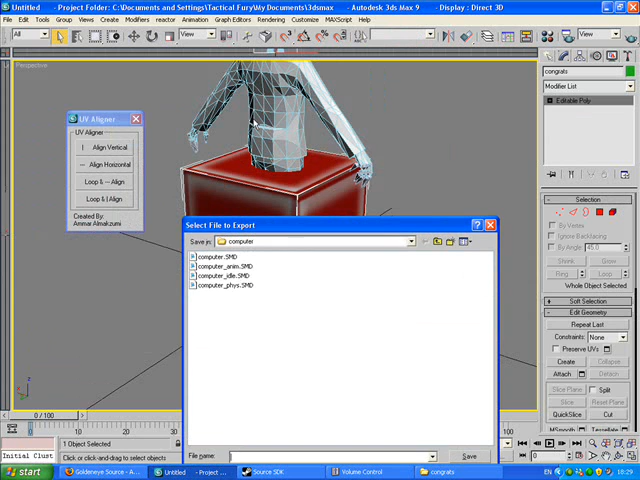 Untitled - Project Folder: C:\Documents and Settings\Tactical Fury\My Documents\3dsmax - Autodesk 3ds Max 9 - Display : Direct 3D
File Edit Tools Group Views Create Modifiers reactor Animation Graph Editors Rendering Customize MAXScript Help
All View View
Perspective
congrats
Modifier List
Editable Poly
UV Aligner
UV Aligner
| Align Vertical
--- Align Horizontal
Loop & --- Align
Loop & | Align
Created By:
Ammar Almakzumi
Select File to Export
Save in: computer
computer.SMD
computer_anim.SMD
computer_idle.SMD
computer_phys.SMD
File name: Save
Selection
By Vertex
Ignore Backfacing
By Angle: 45.0
Shrink Grow
Ring Loop
Whole Object Selected
Soft Selection
Edit Geometry
Repeat Last
Constraints: None
Preserve UVs
Create Collapse
Attach Detach
Slice Plane Split
Slice Reset Plane
QuickSlice Cut
MSmooth Tessellate
0 / 100
0 10 20 30
1 Object Selected
Initial Clust
Click or click-and-drag to select objects
start
Goldeneye Source - A...
Untitled - Project ...
Source SDK
Volume Control
congrats
EN
18:29